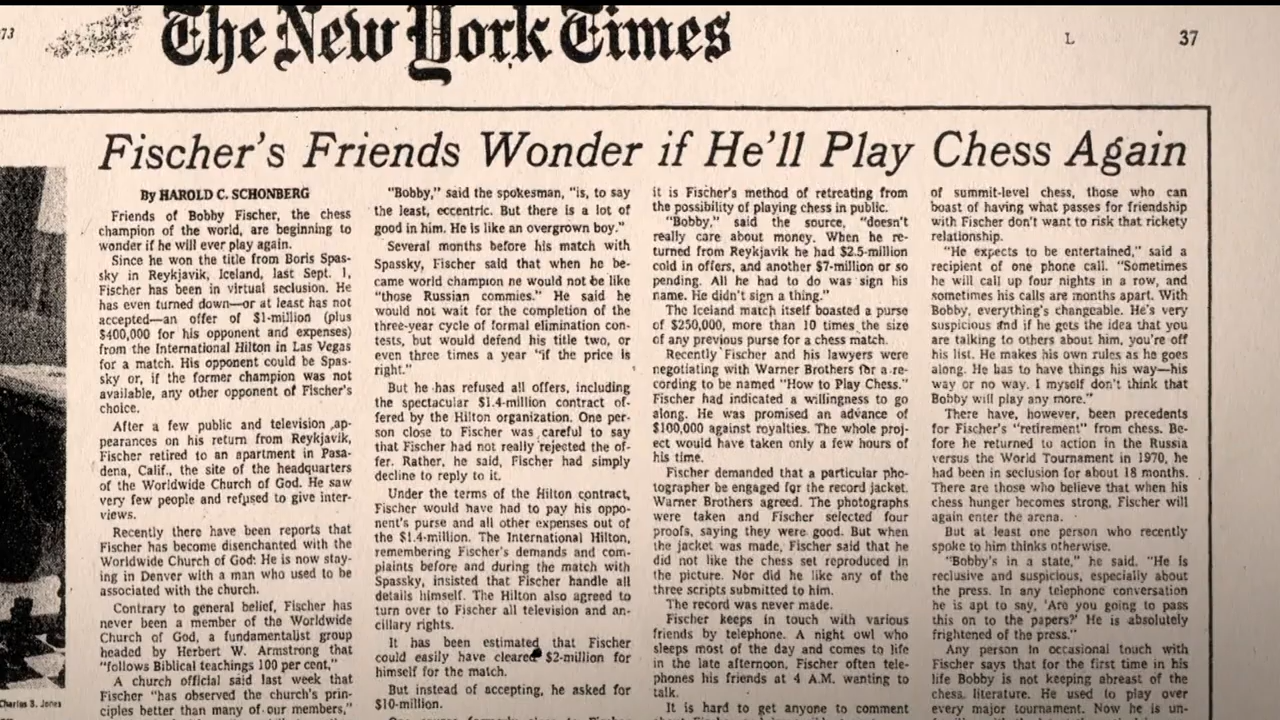 73
The New York Times
L
37
Fischer's Friends Wonder if He'll Play Chess Again
By HAROLD C. SCHONBERG
Friends of Bobby Fischer, the chess
champion of the world, are beginning to
wonder if he will ever play again.
Since he won the title from Boris Spas-
sky in Reykjavik, Iceland, last Sept. 1,
Fischer has been in virtual seclusion. He
has even turned down—or at least has not
accepted—an offer of $1-million (plus
$400,000 for his opponent and expenses)
from the International Hilton in Las Vegas
for a match. His opponent could be Spas-
sky or, if the former champion was not
available, any other opponent of Fischer's
choice.
After a few public and television ap-
pearances on his return from Reykjavik,
Fischer retired to an apartment in Pasa-
dena, Calif., the site of the headquarters
of the Worldwide Church of God. He saw
very few people and refused to give inter-
views.
Recently there have been reports that
Fischer has become disenchanted with the
Worldwide Church of God. He is now stay-
ing in Denver with a man who used to be
associated with the church.
Contrary to general belief, Fischer has
never been a member of the Worldwide
Church of God, a fundamentalist group
headed by Herbert W. Armstrong that
"follows Biblical teachings 100 per cent,"
A church official said last week that
Fischer "has observed the church's prin-
ciples better than many of our members,"
"Bobby," said the spokesman, "is, to say
the least, eccentric. But there is a lot of
good in him. He is like an overgrown boy."
Several months before his match with
Spassky, Fischer said that when he be-
came world champion he would not be like
"those Russian commies." He said he
would not wait for the completion of the
three-year cycle of formal elimination con-
tests, but would defend his title two, or
even three times a year "if the price is
right."
But he has refused all offers, including
the spectacular $1.4-million contract of-
fered by the Hilton organization. One per-
son close to Fischer was careful to say
that Fischer had not really rejected the of-
fer. Rather, he said, Fischer had simply
decline to reply to it.
Under the terms of the Hilton contract,
Fischer would have had to pay his oppo-
nent's purse and all other expenses out of
the $1.4-million. The International Hilton,
remembering Fischer's demands and com-
plaints before and during the match with
Spassky, insisted that Fischer handle all
details himself. The Hilton also agreed to
turn over to Fischer all television and an-
cillary rights.
It has been estimated that Fischer
could easily have cleared $2-million for
himself for the match.
But instead of accepting, he asked for
$10-million.
it is Fischer's method of retreating from
the possibility of playing chess in public.
"Bobby," said the source, "doesn't
really care about money. When he re-
turned from Reykjavik he had $2.5-million
cold in offers, and another $7-million or so
pending. All he had to do was sign his
name. He didn't sign a thing."
The Iceland match itself boasted a purse
of $250,000, more than 10 times the size
of any previous purse for a chess match.
Recently Fischer and his lawyers were
negotiating with Warner Brothers for a re-
cording to be named "How to Play Chess."
Fischer had indicated a willingness to go
along. He was promised an advance of
$100,000 against royalties. The whole proj-
ect would have taken only a few hours of
his time.
Fischer demanded that a particular pho-
tographer be engaged for the record jacket.
Warner Brothers agreed. The photographs
were taken and Fischer selected four
proofs, saying they were good. But when
the jacket was made, Fischer said that he
did not like the chess set reproduced in
the picture. Nor did he like any of the
three scripts submitted to him.
The record was never made.
Fischer keeps in touch with various
friends by telephone. A night owl who
sleeps most of the day and comes to life
in the late afternoon, Fischer often tele-
phones his friends at 4 A.M. wanting to
talk.
It is hard to get anyone to comment
of summit-level chess, those who can
boast of having what passes for friendship
with Fischer don't want to risk that rickety
relationship.
"He expects to be entertained," said a
recipient of one phone call. "Sometimes
he will call up four nights in a row, and
sometimes his calls are months apart. With
Bobby, everything's changeable. He's very
suspicious and if he gets the idea that you
are talking to others about him, you're off
his list. He makes his own rules as he goes
along. He has to have things his way—his
way or no way. I myself don't think that
Bobby will play any more."
There have, however, been precedents
for Fischer's "retirement" from chess. Be-
fore he returned to action in the Russia
versus the World Tournament in 1970, he
had been in seclusion for about 18 months.
There are those who believe that when his
chess hunger becomes strong, Fischer will
again enter the arena.
But at least one person who recently
spoke to him thinks otherwise.
"Bobby's in a state," he said. "He is
reclusive and suspicious, especially about
the press. In any telephone conversation
he is apt to say, 'Are you going to pass
this on to the papers?' He is absolutely
frightened of the press."
Any person in occasional touch with
Fischer says that for the first time in his
life Bobby is not keeping abreast of the
chess literature. He used to play over
every major tournament. Now he is un-
Charles B. Jones